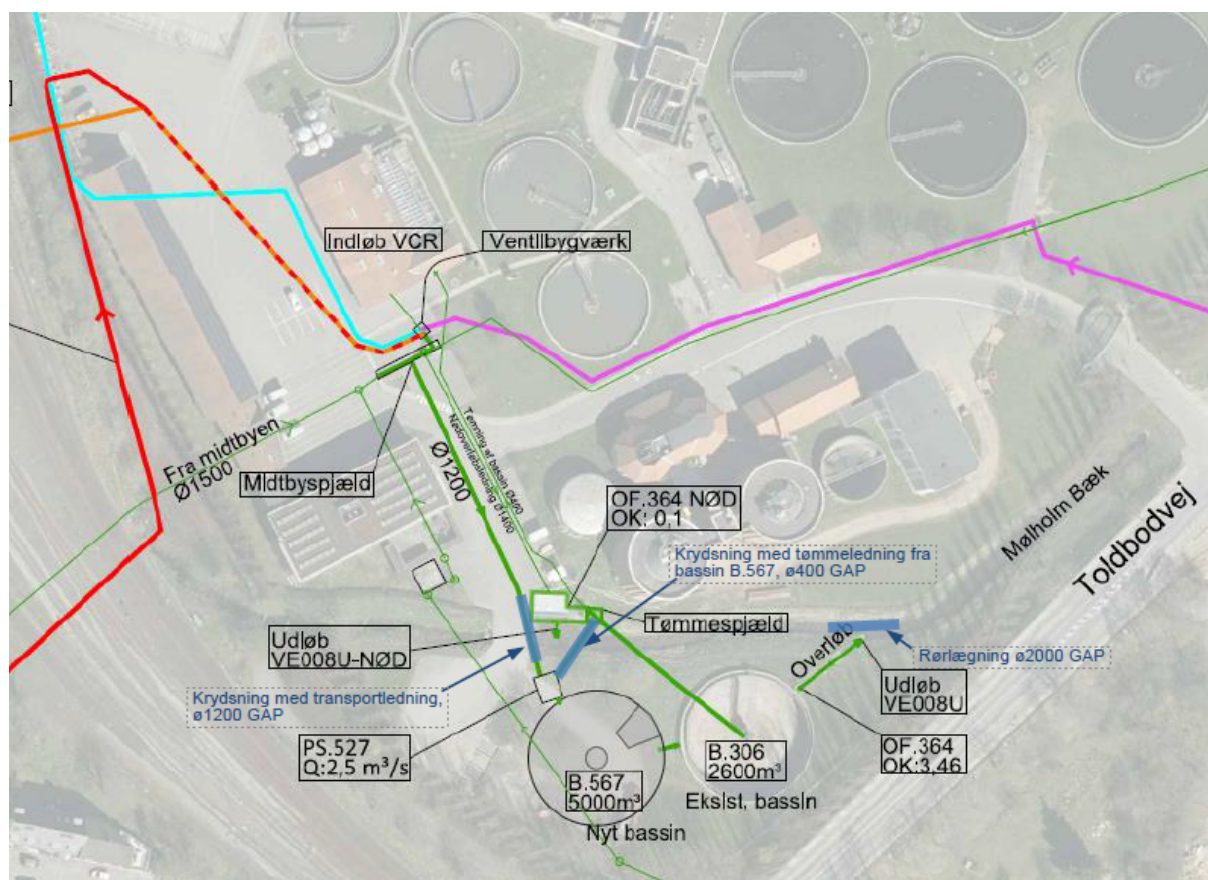 Indløb VCR
Ventilbygværk
Fra midtbyen
Ø1500
Midtbyspjæld
Ø1200
Tømning af bassin Ø400
Nødoverløbsledning Ø1400
OF.364 NØD
OK: 0,1
Krydsning med tømmeledning fra
bassin B.567, ø400 GAP
Mølholm Bæk
Toldbodvej
Udløb
VE008U-NØD
Tømmespjæld
Overløb
Rørlægning ø2000 GAP
Krydsning med transportledning,
ø1200 GAP
Udløb
VE008U
PS.527
Q:2,5 m³/s
B.567
5000m³
Nyt bassin
B.306
2600m³
Eksist. bassin
OF.364
OK:3,46